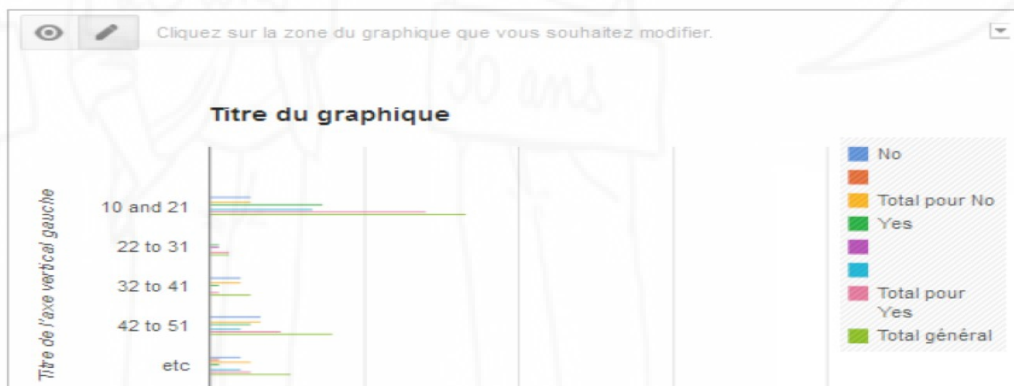 Cliquez sur la zone du graphique que vous souhaitez modifier.
30 ans
Titre du graphique
Titre de l'axe vertical gauche
10 and 21
22 to 31
32 to 41
42 to 51
etc
No
Total pour No
Yes
Total pour
Yes
Total général